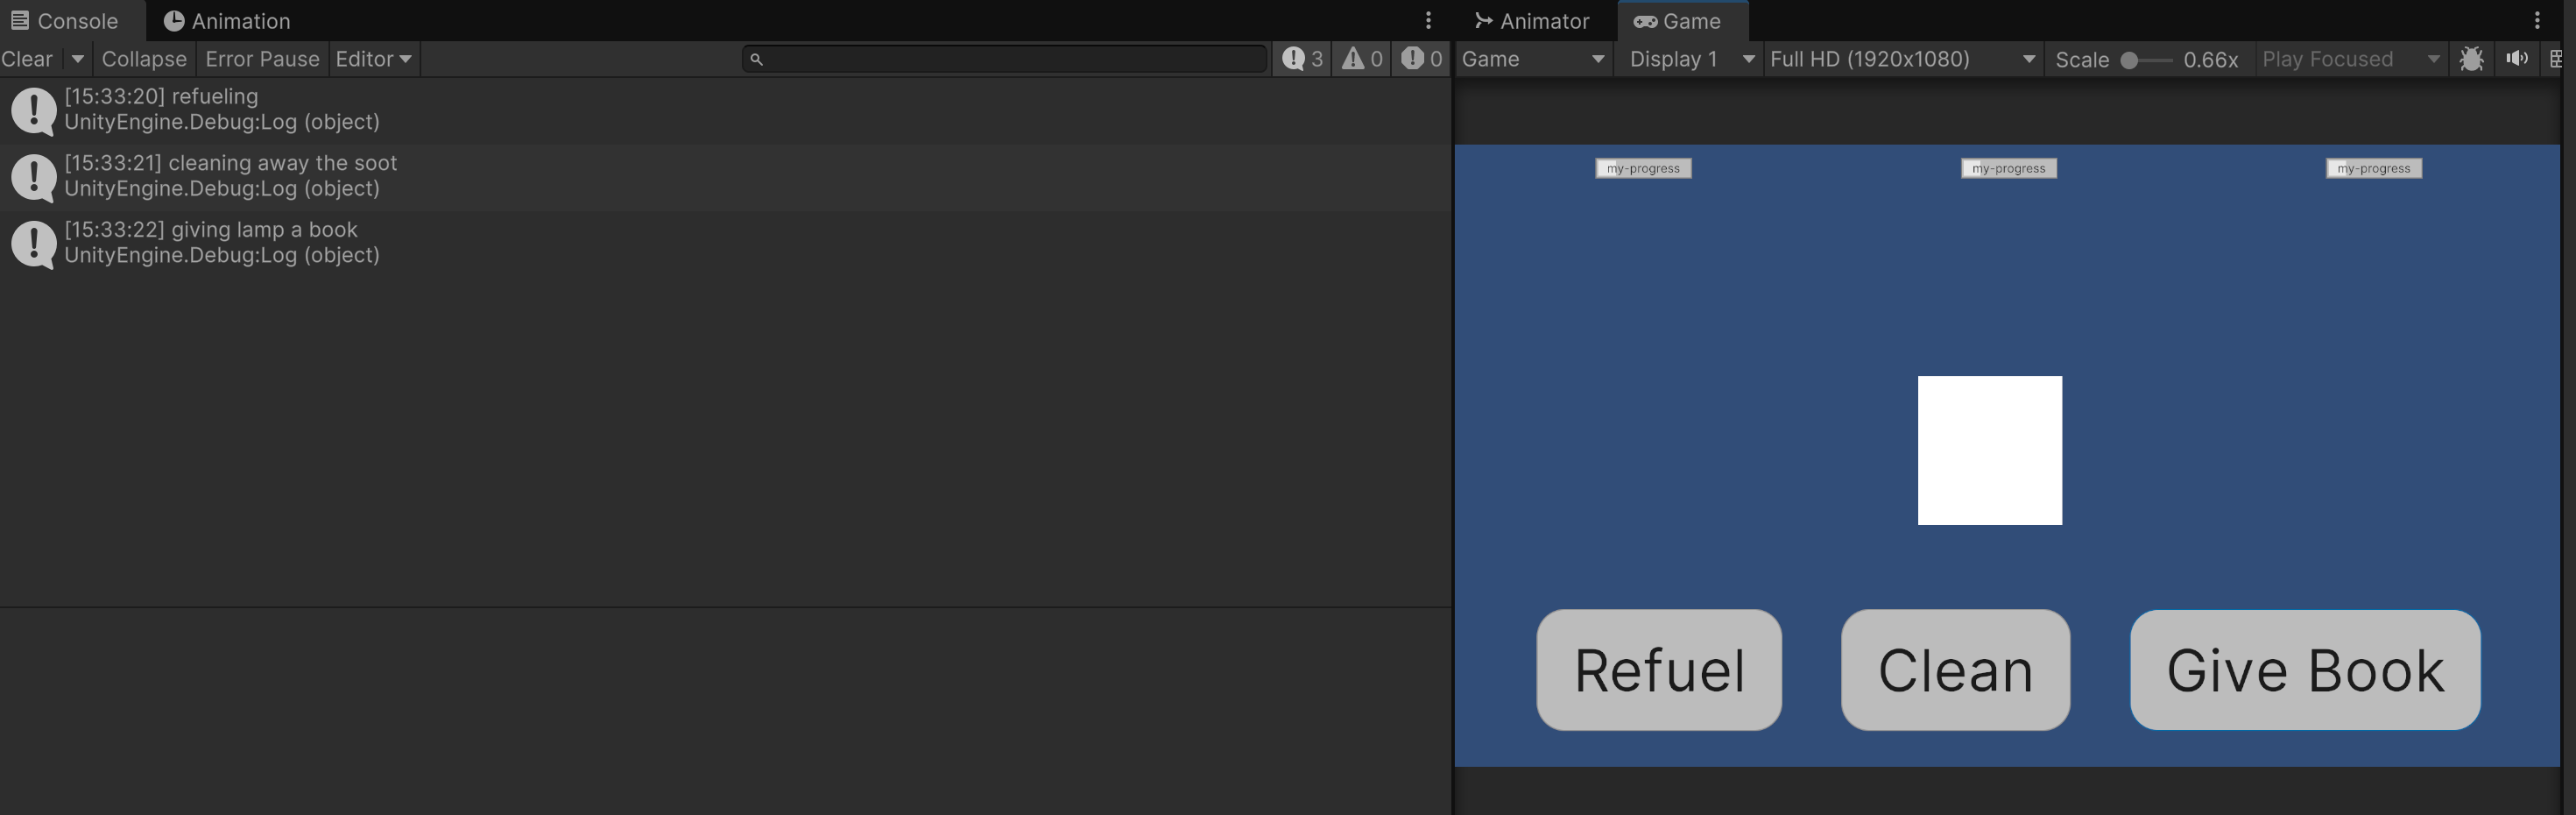 Console
Animation
Clear
Collapse
Error Pause
Editor
3
0
0
[15:33:20] refueling
UnityEngine.Debug:Log (object)
[15:33:21] cleaning away the soot
UnityEngine.Debug:Log (object)
[15:33:22] giving lamp a book
UnityEngine.Debug:Log (object)
Animator
Game
Game
Display 1
Full HD (1920x1080)
Scale
0.66x
Play Focused
my-progress
my-progress
my-progress
Refuel
Clean
Give Book